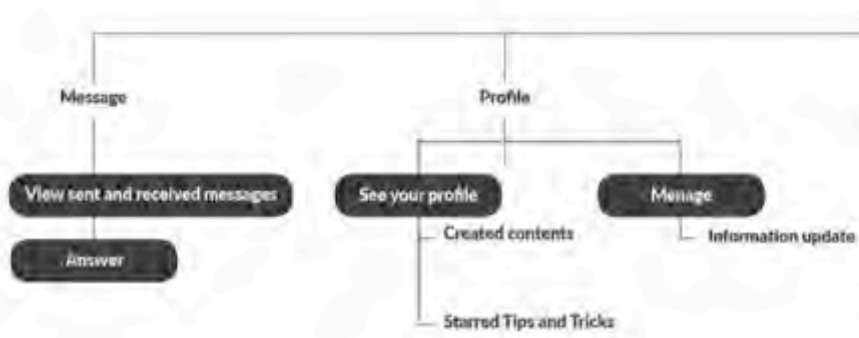 Message
Profile
View sent and received messages
See your profile
Menage
Created contents
Information update
Answer
Starred Tips and Tricks